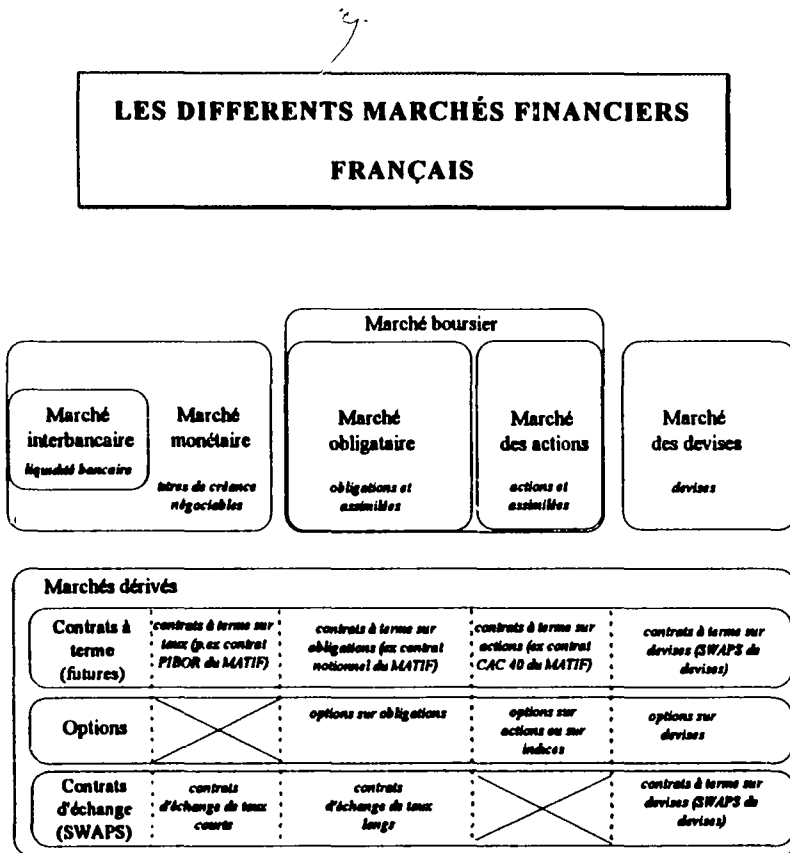 LES DIFFERENTS MARCHÉS FINANCIERS
FRANÇAIS
Marché boursier
Marché
interbancaire
liquidité bancaire
Marché
monétaire
titres de créance
négociables
Marché
obligataire
obligations et
assimilées
Marché
des actions
actions et
assimilées
Marché
des devises
devises
Marchés dérivés
Contrats à
terme
(futures)
contrats à terme sur
taux (p.ex contrat
PIBOR du MATIF)
contrats à terme sur
obligations (ex contrat
notionnel du MATIF)
contrats à terme sur
actions (ex contrat
CAC 40 du MATIF)
contrats à terme sur
devises (SWAPS de
devises)
Options
options sur obligations
options sur
actions ou sur
indices
options sur
devises
Contrats
d'échange
(SWAPS)
contrats
d'échange de taux
courts
contrats
d'échange de taux
longs
contrats à terme sur
devises (SWAPS de
devises)